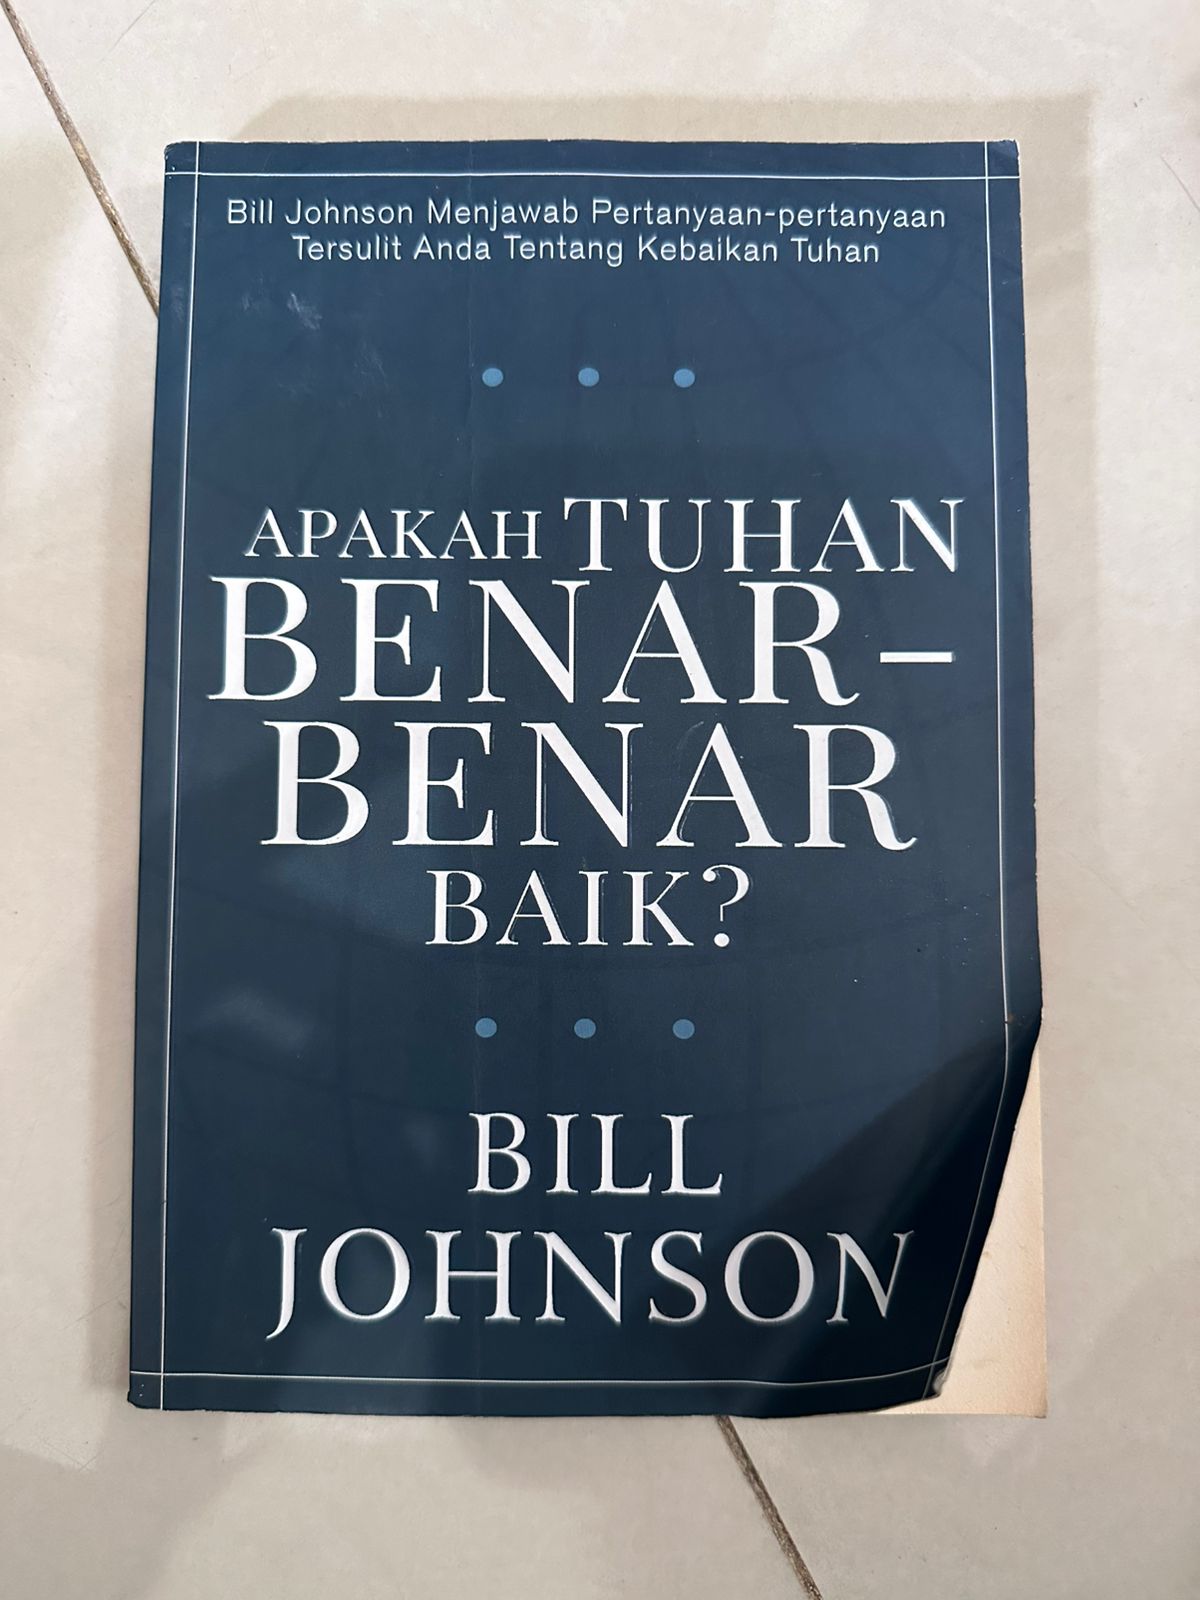 Bill Johnson Menjawab Pertanyaan-pertanyaan
Tersulit Anda Tentang Kebaikan Tuhan
APAKAH TUHAN
BENAR-
BENAR
BAIK?
BILL
JOHNSON